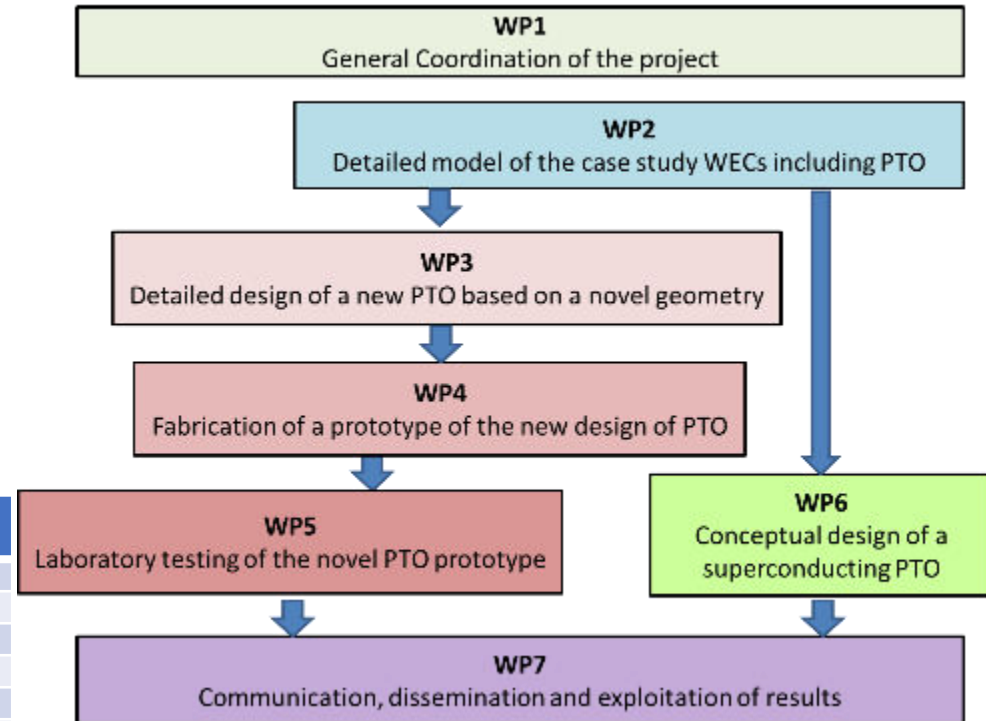 WP1
General Coordination of the project
WP2
Detailed model of the case study WECs including PTO
WP3
Detailed design of a new PTO based on a novel geometry
WP4
Fabrication of a prototype of the new design of PTO
WP5
Laboratory testing of the novel PTO prototype
WP6
Conceptual design of a
superconducting PTO
WP7
Communication, dissemination and exploitation of results